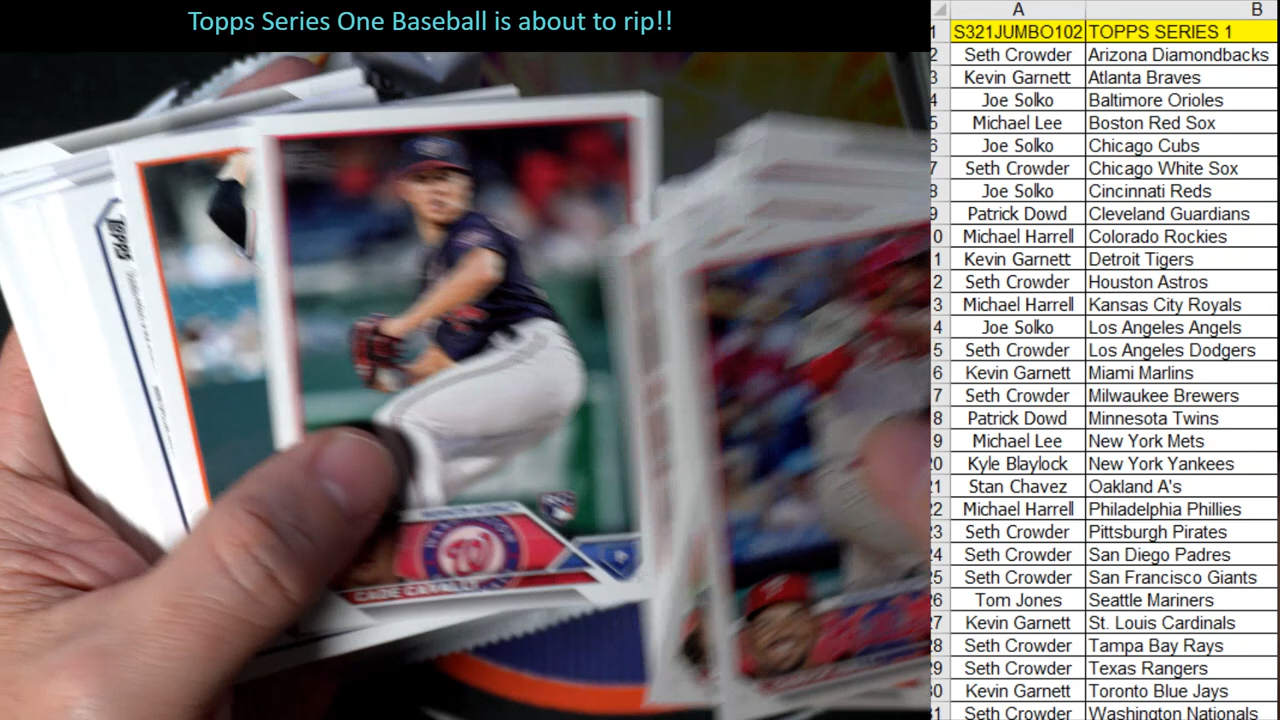 Topps Series One Baseball is about to rip!!
A B
1 S321JUMBO102 TOPPS SERIES 1
2 Seth Crowder Arizona Diamondbacks
3 Kevin Garnett Atlanta Braves
4 Joe Solko Baltimore Orioles
5 Michael Lee Boston Red Sox
6 Joe Solko Chicago Cubs
7 Seth Crowder Chicago White Sox
8 Joe Solko Cincinnati Reds
9 Patrick Dowd Cleveland Guardians
0 Michael Harrell Colorado Rockies
1 Kevin Garnett Detroit Tigers
2 Seth Crowder Houston Astros
3 Michael Harrell Kansas City Royals
4 Joe Solko Los Angeles Angels
5 Seth Crowder Los Angeles Dodgers
6 Kevin Garnett Miami Marlins
7 Seth Crowder Milwaukee Brewers
8 Patrick Dowd Minnesota Twins
9 Michael Lee New York Mets
20 Kyle Blaylock New York Yankees
21 Stan Chavez Oakland A's
22 Michael Harrell Philadelphia Phillies
23 Seth Crowder Pittsburgh Pirates
24 Seth Crowder San Diego Padres
25 Seth Crowder San Francisco Giants
26 Tom Jones Seattle Mariners
27 Kevin Garnett St. Louis Cardinals
28 Seth Crowder Tampa Bay Rays
29 Seth Crowder Texas Rangers
30 Kevin Garnett Toronto Blue Jays
31 Seth Crowder Washington Nationals
TOPPS
W
CADE